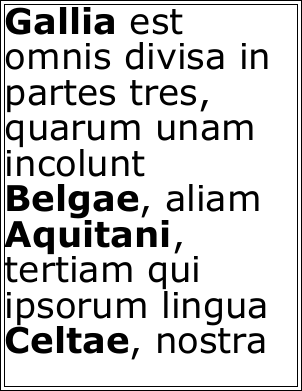 Gallia est
omnis divisa in
partes tres,
quarum unam
incolunt
Belgae, aliam
Aquitani,
tertiam qui
ipsorum lingua
Celtae, nostra